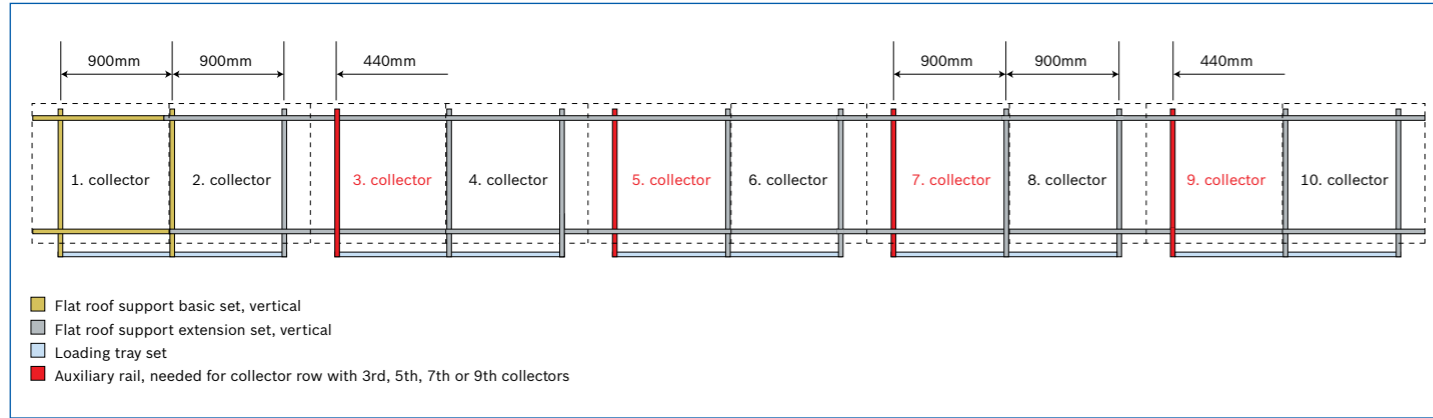 900mm 900mm 440mm 900mm 900mm 440mm
1. collector 2. collector 3. collector 4. collector 5. collector 6. collector 7. collector 8. collector 9. collector 10. collector
Flat roof support basic set, vertical
Flat roof support extension set, vertical
Loading tray set
Auxiliary rail, needed for collector row with 3rd, 5th, 7th or 9th collectors